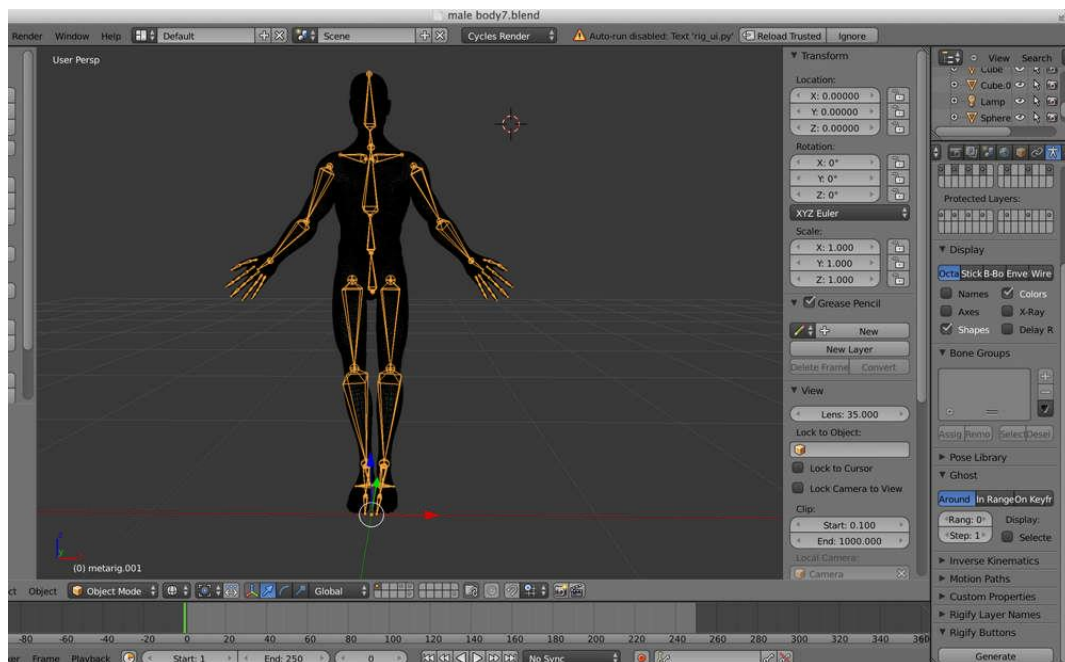 male body7.blend
Render Window Help Default Scene Cycles Render Auto-run disabled: Text 'rig_ui.py' Reload Trusted Ignore
User Persp
(0) metarig.001
Transform
Location:
X: 0.00000
Y: 0.00000
Z: 0.00000
Rotation:
X: 0°
Y: 0°
Z: 0°
XYZ Euler
Scale:
X: 1.000
Y: 1.000
Z: 1.000
Grease Pencil
New
New Layer
Delete Frame Convert
View
Lens: 35.000
Lock to Object:
Lock to Cursor
Lock Camera to View
Clip:
Start: 0.100
End: 1000.000
Local Camera:
Camera
View Search
Cube
Cube.0
Lamp
Sphere
Protected Layers:
Display
Octa Stick B-Bo Enve Wire
Names Colors
Axes X-Ray
Shapes Delay R
Bone Groups
Assig Remo Select Desel
Pose Library
Ghost
Around In Range On Keyfr
Rang: 0 Display:
Step: 1 Selecte
Inverse Kinematics
Motion Paths
Custom Properties
Rigify Layer Names
Rigify Buttons
Generate
ct Object Object Mode Global
-80 -60 -40 -20 0 20 40 60 80 100 120 140 160 180 200 220 240 260 280 300 320 340 360
Frame Playback Start: 1 End: 250 0 No Sync